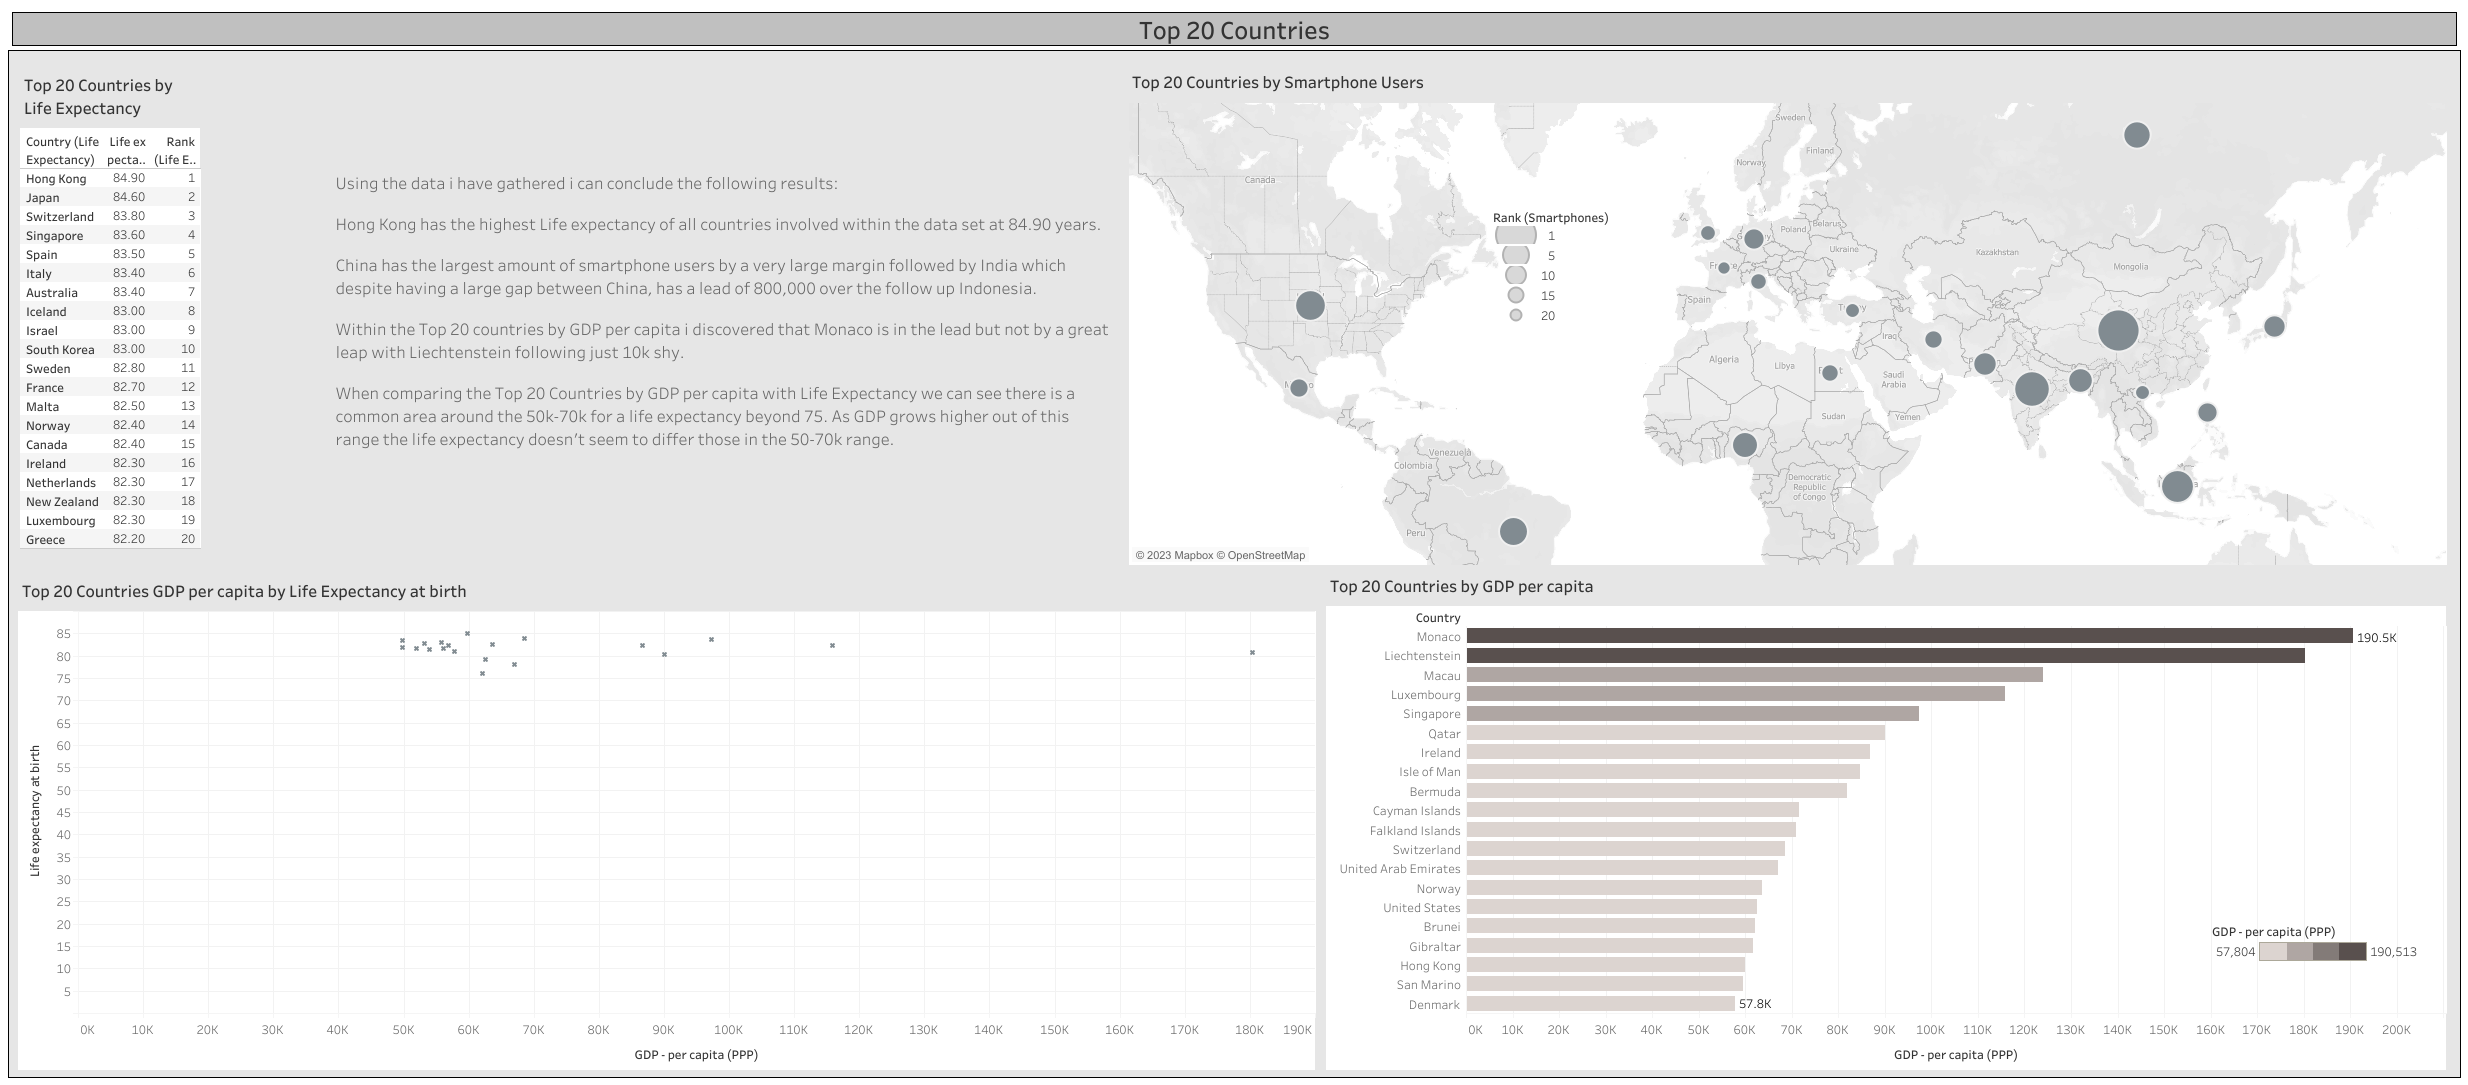 Top 20 Countries
Top 20 Countries by
Life Expectancy
Country (Life Life ex Rank
Expectancy) pecta.. (Life E..
Hong Kong 84.90 1
Japan 84.60 2
Switzerland 83.80 3
Singapore 83.60 4
Spain 83.50 5
Italy 83.40 6
Australia 83.40 7
Iceland 83.00 8
Israel 83.00 9
South Korea 83.00 10
Sweden 82.80 11
France 82.70 12
Malta 82.50 13
Norway 82.40 14
Canada 82.40 15
Ireland 82.30 16
Netherlands 82.30 17
New Zealand 82.30 18
Luxembourg 82.30 19
Greece 82.20 20
Using the data i have gathered i can conclude the following results:
Hong Kong has the highest Life expectancy of all countries involved within the data set at 84.90 years.
China has the largest amount of smartphone users by a very large margin followed by India which
despite having a large gap between China, has a lead of 800,000 over the follow up Indonesia.
Within the Top 20 countries by GDP per capita i discovered that Monaco is in the lead but not by a great
leap with Liechtenstein following just 10k shy.
When comparing the Top 20 Countries by GDP per capita with Life Expectancy we can see there is a
common area around the 50k-70k for a life expectancy beyond 75. As GDP grows higher out of this
range the life expectancy doesn't seem to differ those in the 50-70k range.
Top 20 Countries by Smartphone Users
Sweden
Finland
Norway
Canada
Rank (Smartphones)
1
5
10
15
20
Poland
Belarus
Ukraine
Kazakhstan
Mongolia
Spain
Iraq
Algeria
Libya
Saudi
Arabia
Sudan
Yemen
Venezuela
Colombia
Democratic
Republic
of Congo
Peru
© 2023 Mapbox © OpenStreetMap
Top 20 Countries GDP per capita by Life Expectancy at birth
Life expectancy at birth
85
80
75
70
65
60
55
50
45
40
35
30
25
20
15
10
5
0K 10K 20K 30K 40K 50K 60K 70K 80K 90K 100K 110K 120K 130K 140K 150K 160K 170K 180K 190K
GDP - per capita (PPP)
Top 20 Countries by GDP per capita
Country
Monaco 190.5K
Liechtenstein
Macau
Luxembourg
Singapore
Qatar
Ireland
Isle of Man
Bermuda
Cayman Islands
Falkland Islands
Switzerland
United Arab Emirates
Norway
United States
Brunei
Gibraltar
Hong Kong
San Marino
Denmark 57.8K
GDP - per capita (PPP)
57,804 190,513
0K 10K 20K 30K 40K 50K 60K 70K 80K 90K 100K 110K 120K 130K 140K 150K 160K 170K 180K 190K 200K
GDP - per capita (PPP)